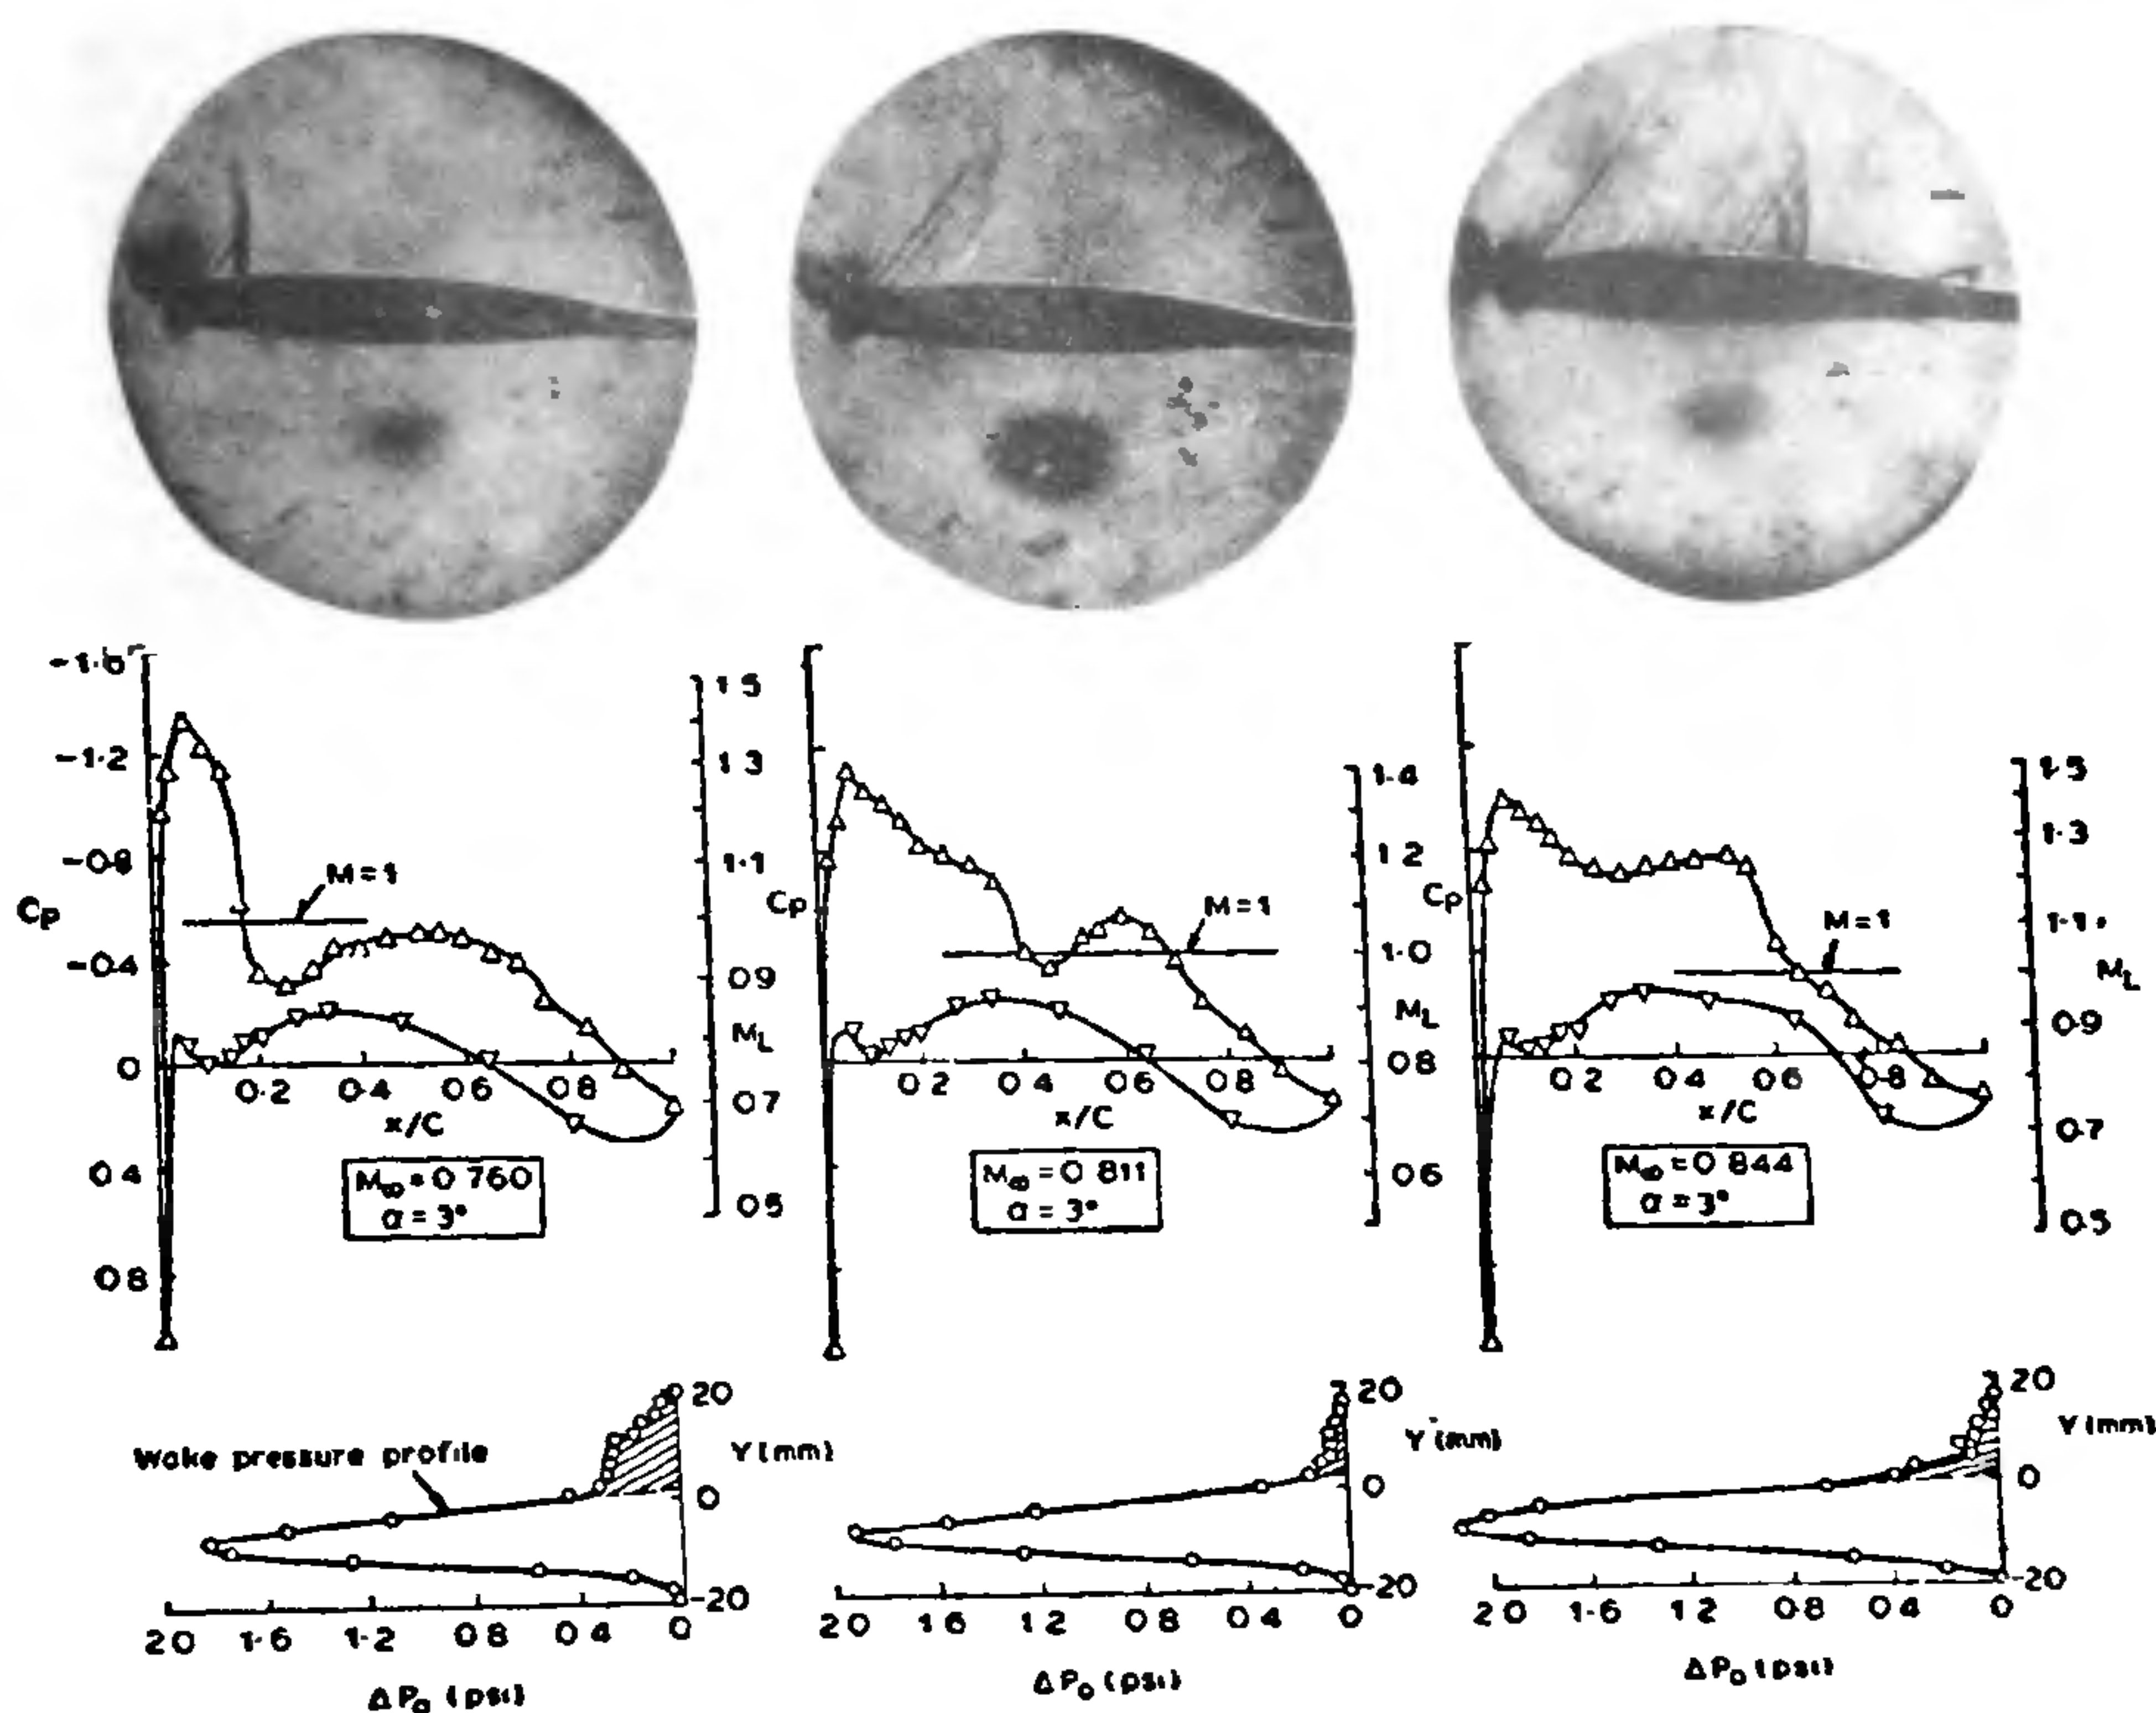 -1.6
-1.2
-0.8
Cp
-0.4
0
0.4
0.8
M=1
0.2 0.4 0.6 0.8
x/C
M∞=0 760
α=3°
1.5
1.3
1.1
0.9
ML
0.7
0.5
Cp
M=1
0.2 0.4 0.6 0.8
x/C
M∞=0 811
α=3°
1.4
1.2
1.0
ML
0.8
0.6
Cp
M=1
0.2 0.4 0.6 0.8
x/C
M∞=0 844
α=3°
1.5
1.3
1.1
ML
0.9
0.7
0.5
Wake pressure profile
20
Y(mm)
0
-20
2.0 1.6 1.2 0.8 0.4 0
ΔPo (psi)
20
Y (mm)
0
-20
2.0 1.6 1.2 0.8 0.4 0
ΔPo (psi)
20
Y (mm)
0
-20
2.0 1.6 1.2 0.8 0.4 0
ΔPo (psi)